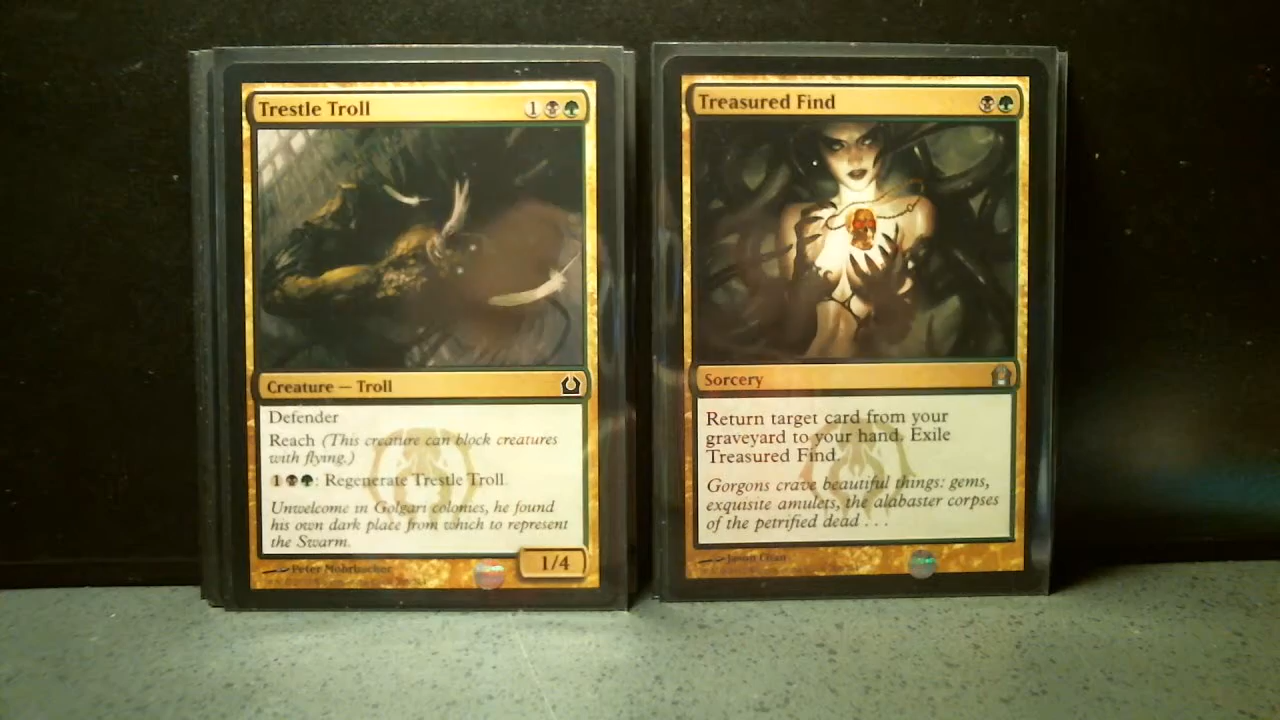 Trestle Troll
1
Creature — Troll
Defender
Reach (This creature can block creatures
with flying.)
1 : Regenerate Trestle Troll.
Unwelcome in Golgari colonies, he found
his own dark place from which to represent
the Swarm.
1/4
Peter Mohrbacher
Treasured Find
Sorcery
Return target card from your
graveyard to your hand. Exile
Treasured Find.
Gorgons crave beautiful things: gems,
exquisite amulets, the alabaster corpses
of the petrified dead . . .
Jason Chan